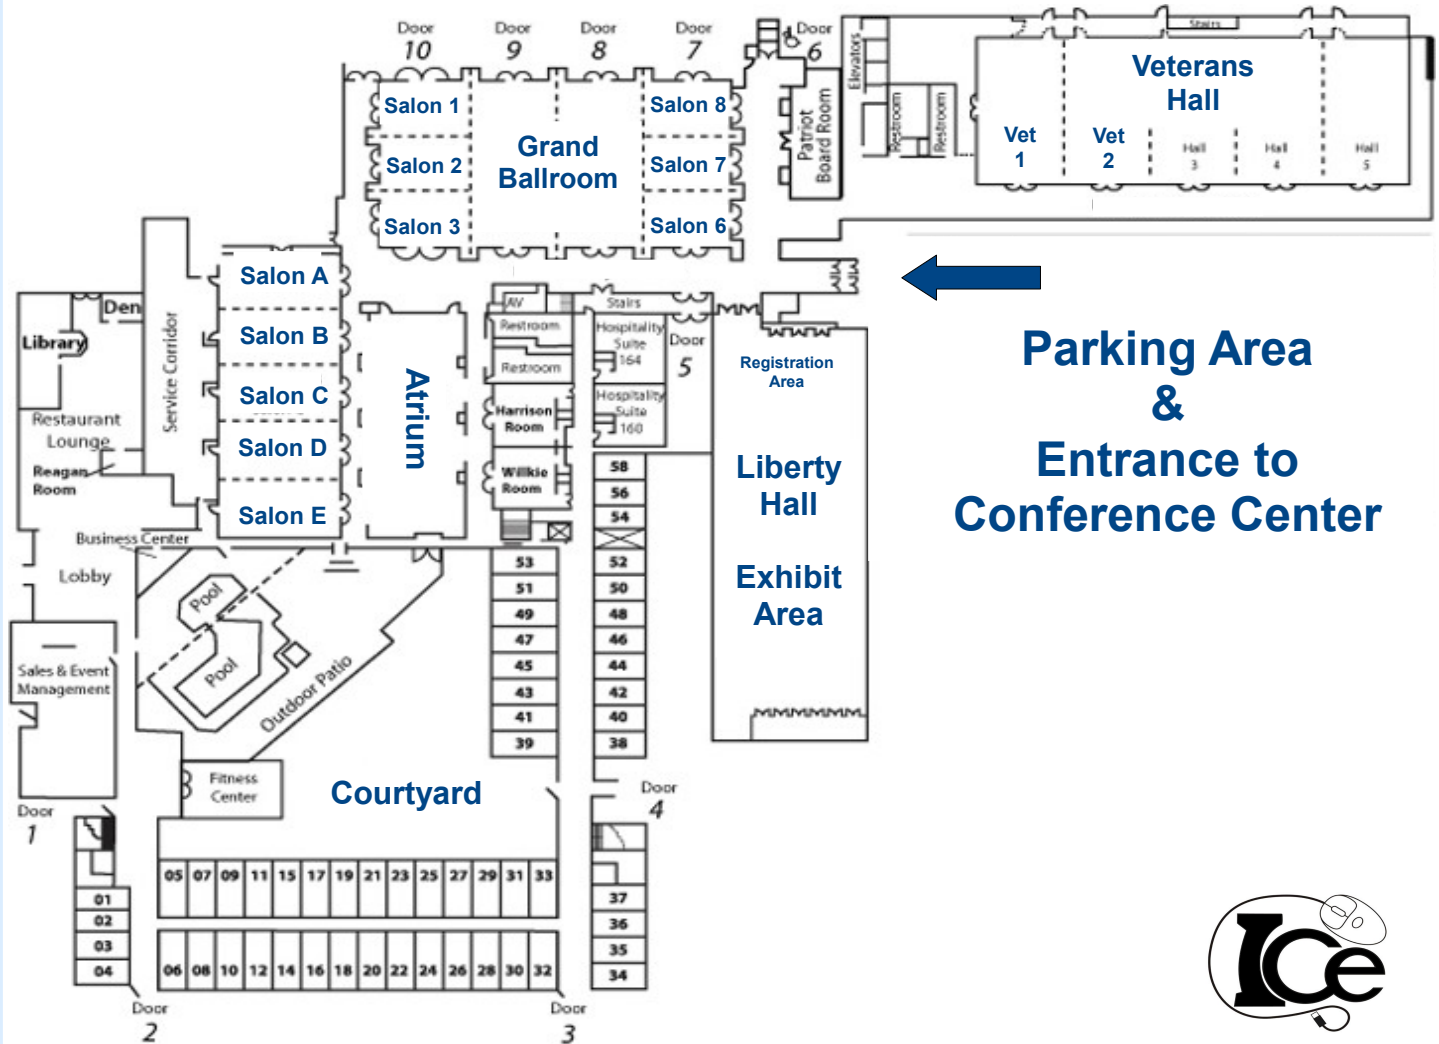 Door
10
Door
9
Door
8
Door
7
Door
6
Stairs
Elevators
Restroom
Restroom
Patriot
Board Room
Veterans
Hall
Vet
1
Vet
2
Hall
3
Hall
4
Hall
5
Salon 1
Salon 2
Salon 3
Grand
Ballroom
Salon 8
Salon 7
Salon 6
Salon A
Salon B
Salon C
Salon D
Salon E
Service Corridor
Den
Library
Restaurant
Lounge
Reagan
Room
Business Center
Lobby
Atrium
AV
Restroom
Restroom
Harrison
Room
Willkie
Room
Stairs
Hospitality
Suite
164
Hospitality
Suite
160
Door
5
Registration
Area
Liberty
Hall
Exhibit
Area
Parking Area
&
Entrance to
Conference Center
58
56
54
52
50
48
46
44
42
40
38
53
51
49
47
45
43
41
39
Pool
Pool
Outdoor Patio
Sales & Event
Management
Fitness
Center
Courtyard
Door
1
Door
4
01
02
03
04
05 07 09 11 15 17 19 21 23 25 27 29 31 33
06 08 10 12 14 16 18 20 22 24 26 28 30 32
37
36
35
34
Door
2
Door
3
ICe